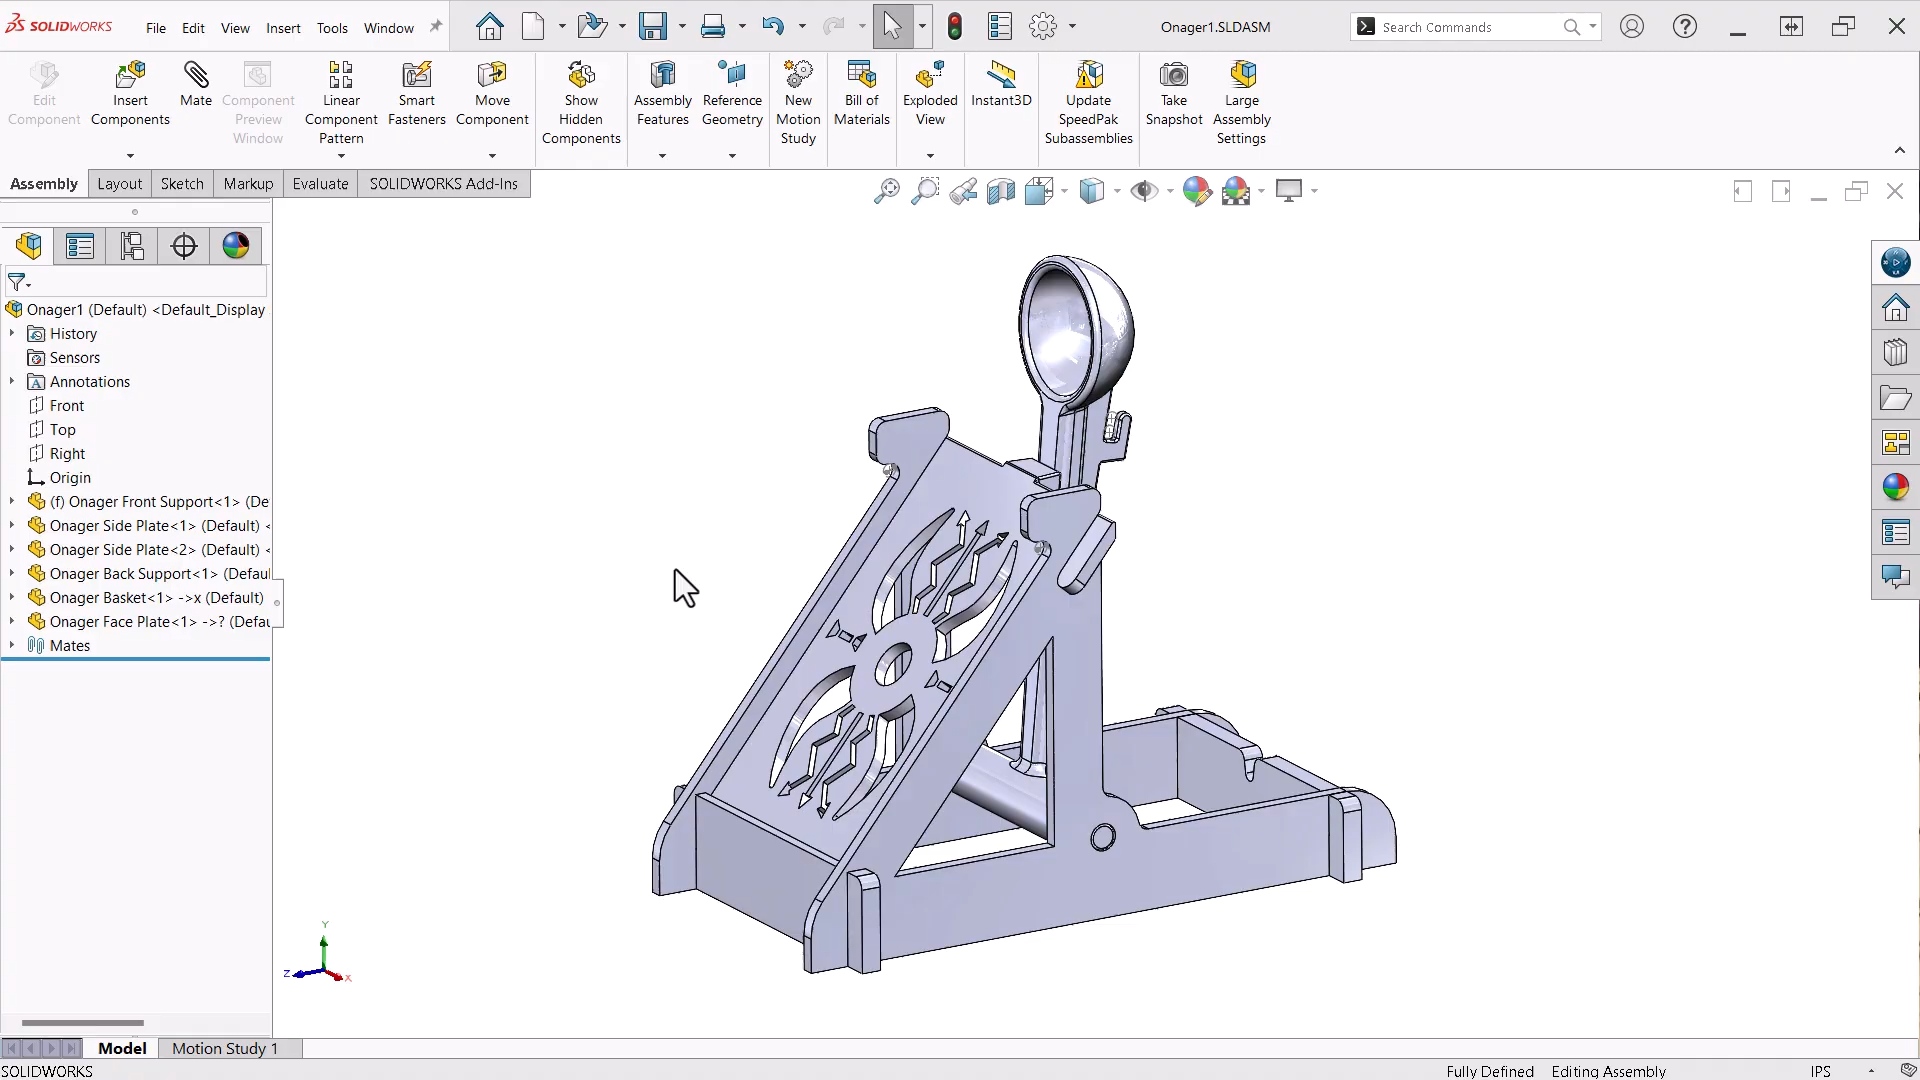 SOLIDWORKS
File Edit View Insert Tools Window
Onager1.SLDASM
Search Commands
Edit Component
Insert Components
Mate
Component Preview Window
Linear Component Pattern
Smart Fasteners
Move Component
Show Hidden Components
Assembly Features
Reference Geometry
New Motion Study
Bill of Materials
Exploded View
Instant3D
Update SpeedPak Subassemblies
Take Snapshot
Large Assembly Settings
Assembly Layout Sketch Markup Evaluate SOLIDWORKS Add-Ins
Onager1 (Default) <Default_Display
History
Sensors
Annotations
Front
Top
Right
Origin
(f) Onager Front Support<1> (De
Onager Side Plate<1> (Default) <
Onager Side Plate<2> (Default) <
Onager Back Support<1> (Defaul
Onager Basket<1> ->x (Default)
Onager Face Plate<1> ->? (Defau
Mates
Y
Z
X
Model Motion Study 1
SOLIDWORKS
Fully Defined Editing Assembly IPS